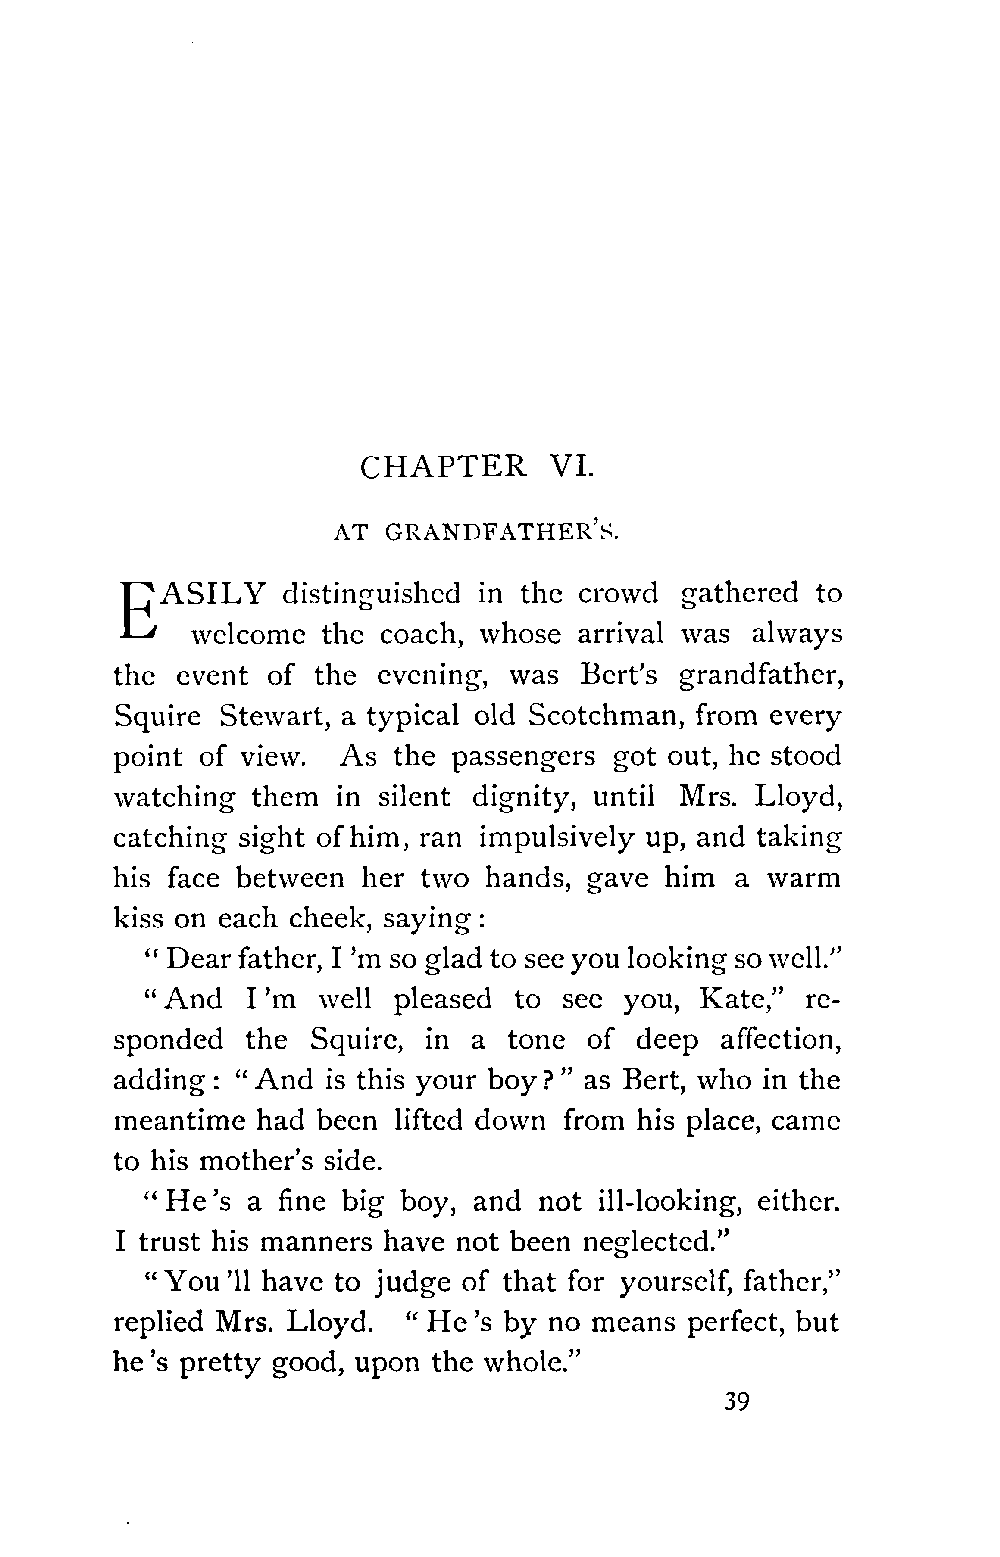 CHAPTER VI.
AT GRANDFATHER'S.
EASILY distinguished in the crowd gathered to
welcome the coach, whose arrival was always
the event of the evening, was Bert's grandfather,
Squire Stewart, a typical old Scotchman, from every
point of view. As the passengers got out, he stood
watching them in silent dignity, until Mrs. Lloyd,
catching sight of him, ran impulsively up, and taking
his face between her two hands, gave him a warm
kiss on each cheek, saying:
"Dear father, I'm so glad to see you looking so well."
"And I'm well pleased to see you, Kate," re-
sponded the Squire, in a tone of deep affection,
adding: "And is this your boy?" as Bert, who in the
meantime had been lifted down from his place, came
to his mother's side.
"He's a fine big boy, and not ill-looking, either.
I trust his manners have not been neglected."
"You'll have to judge of that for yourself, father,"
replied Mrs. Lloyd. "He's by no means perfect, but
he's pretty good, upon the whole."
39